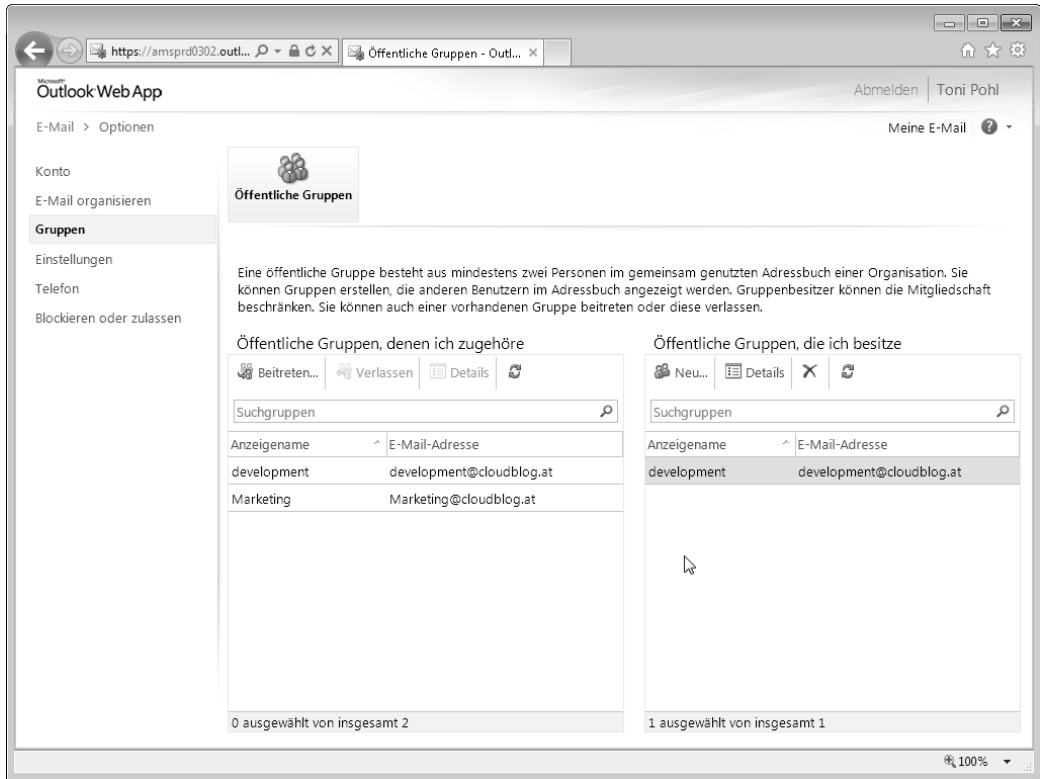 https://amsprd0302.outl...
Öffentliche Gruppen - Outl...
Microsoft®
Outlook Web App
Abmelden
Toni Pohl
E-Mail > Optionen
Meine E-Mail
Konto
E-Mail organisieren
Gruppen
Einstellungen
Telefon
Blockieren oder zulassen
Öffentliche Gruppen
Eine öffentliche Gruppe besteht aus mindestens zwei Personen im gemeinsam genutzten Adressbuch einer Organisation. Sie
können Gruppen erstellen, die anderen Benutzern im Adressbuch angezeigt werden. Gruppenbesitzer können die Mitgliedschaft
beschränken. Sie können auch einer vorhandenen Gruppe beitreten oder diese verlassen.
Öffentliche Gruppen, denen ich zugehöre
Beitreten... Verlassen Details
Suchgruppen
Anzeigename E-Mail-Adresse
development development@cloudblog.at
Marketing Marketing@cloudblog.at
0 ausgewählt von insgesamt 2
Öffentliche Gruppen, die ich besitze
Neu... Details
Suchgruppen
Anzeigename E-Mail-Adresse
development development@cloudblog.at
1 ausgewählt von insgesamt 1
100%